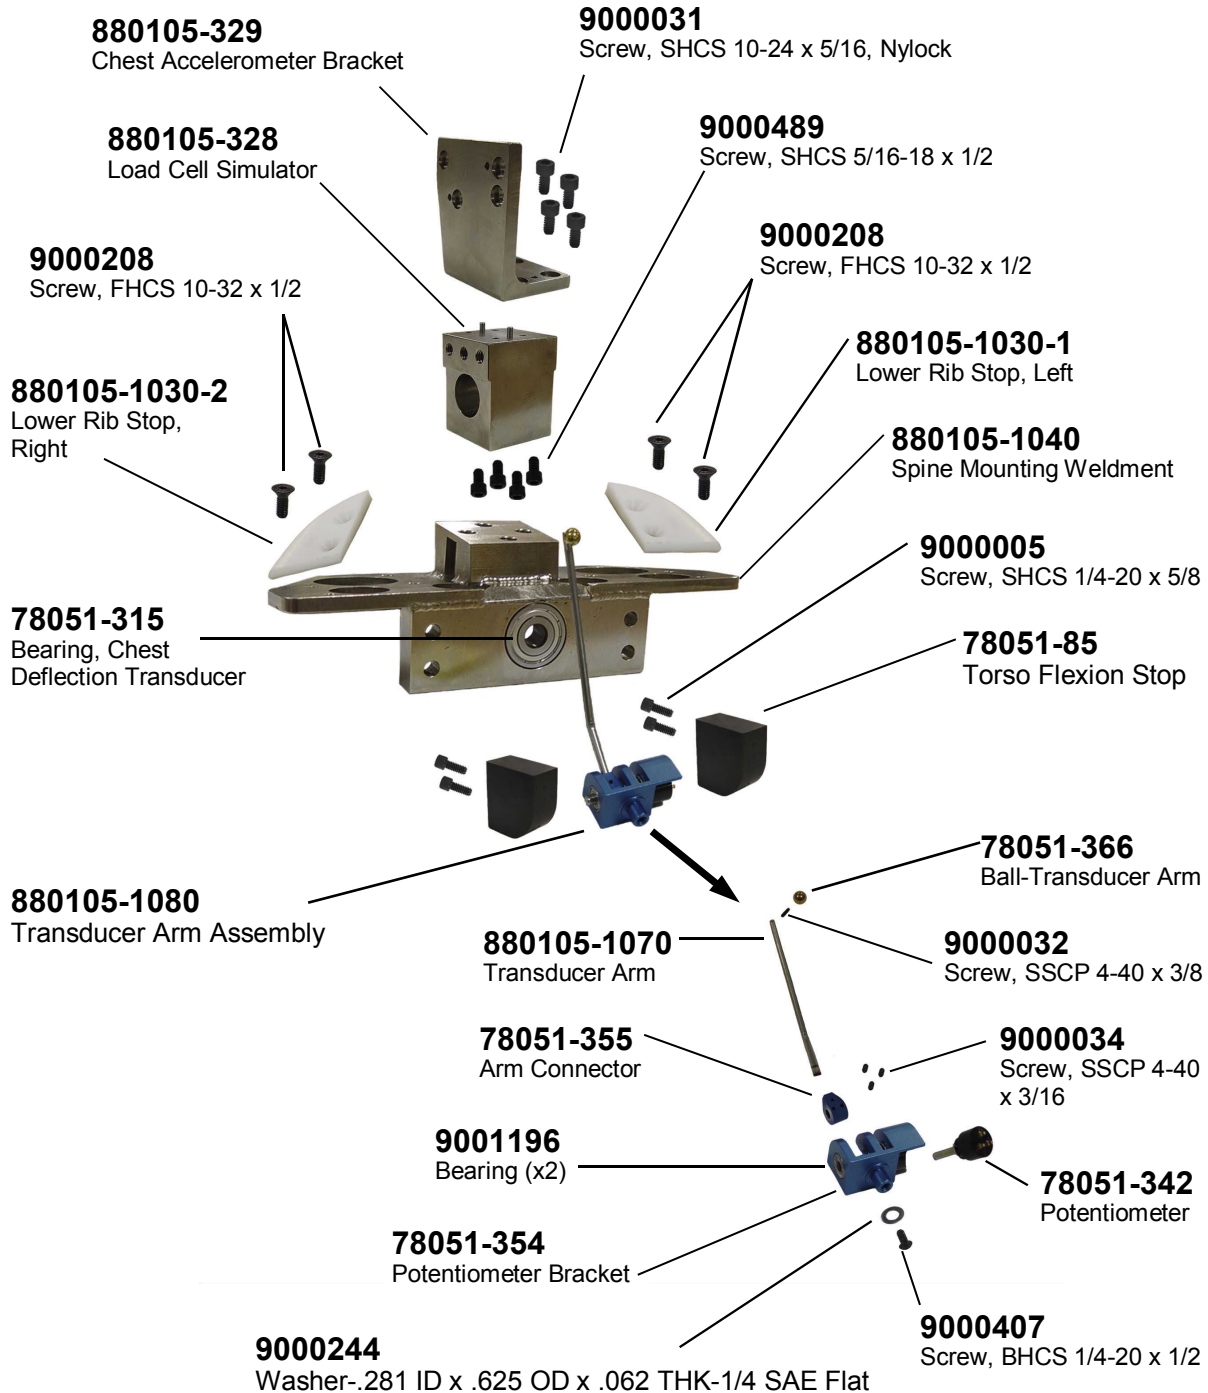 880105-329
Chest Accelerometer Bracket
9000031
Screw, SHCS 10-24 x 5/16, Nylock
880105-328
Load Cell Simulator
9000489
Screw, SHCS 5/16-18 x 1/2
9000208
Screw, FHCS 10-32 x 1/2
9000208
Screw, FHCS 10-32 x 1/2
880105-1030-1
Lower Rib Stop, Left
880105-1030-2
Lower Rib Stop,
Right
880105-1040
Spine Mounting Weldment
9000005
Screw, SHCS 1/4-20 x 5/8
78051-315
Bearing, Chest
Deflection Transducer
78051-85
Torso Flexion Stop
78051-366
Ball-Transducer Arm
880105-1080
Transducer Arm Assembly
880105-1070
Transducer Arm
9000032
Screw, SSCP 4-40 x 3/8
78051-355
Arm Connector
9000034
Screw, SSCP 4-40
x 3/16
9001196
Bearing (x2)
78051-342
Potentiometer
78051-354
Potentiometer Bracket
9000407
Screw, BHCS 1/4-20 x 1/2
9000244
Washer-.281 ID x .625 OD x .062 THK-1/4 SAE Flat